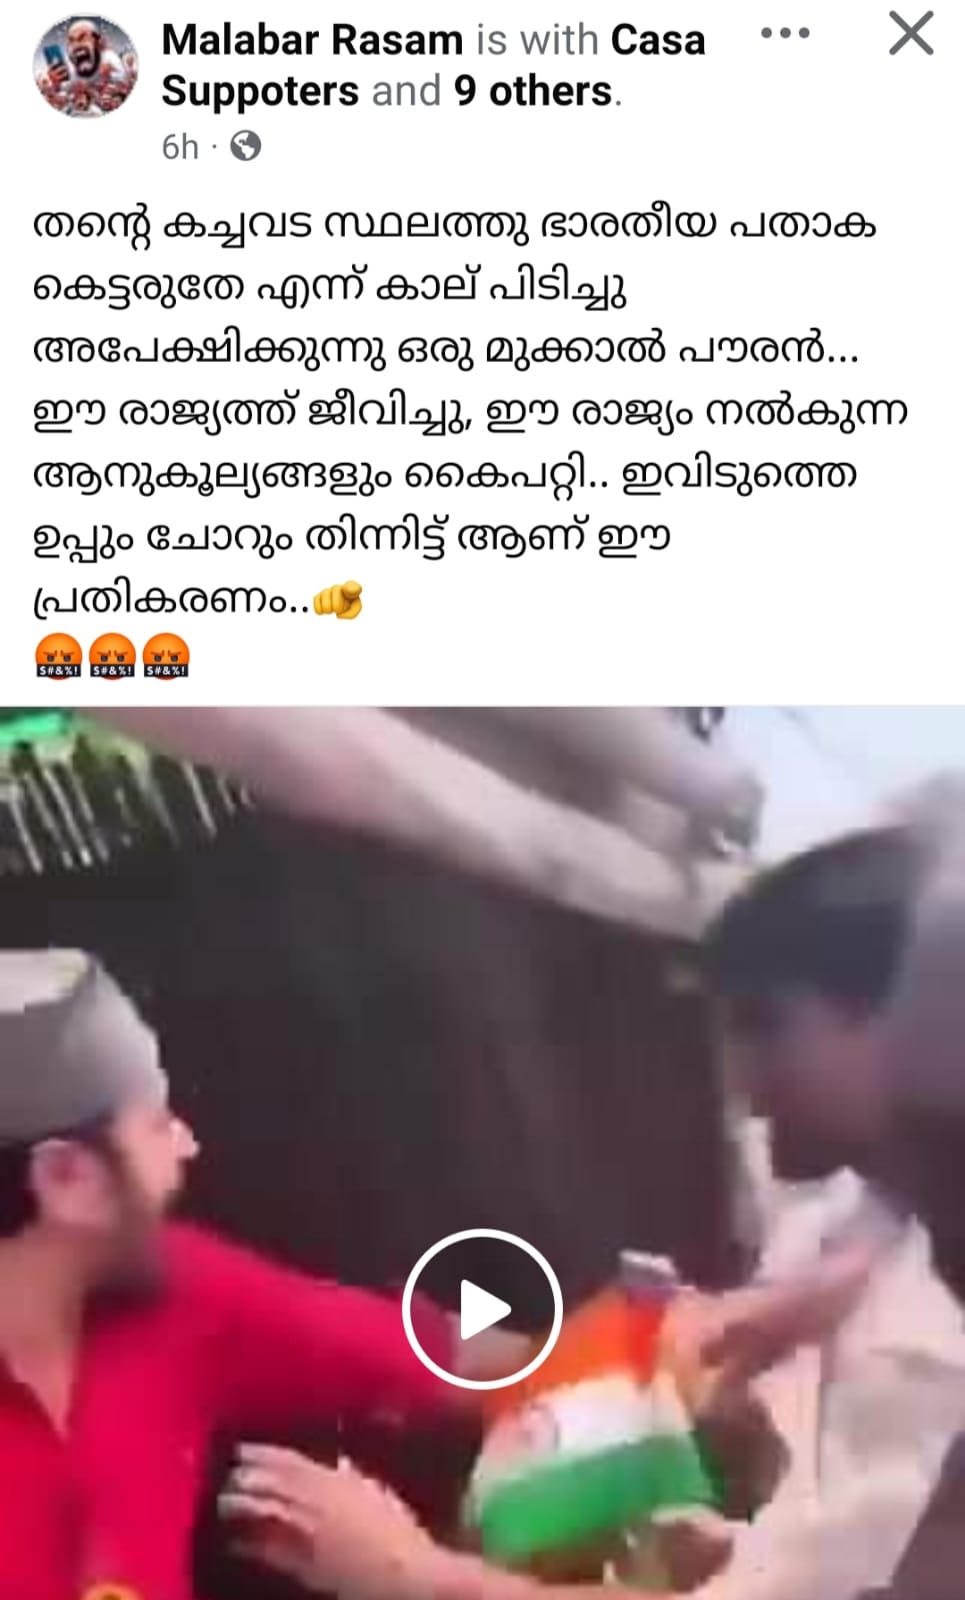 Malabar Rasam is with Casa
Suppoters and 9 others.
6h ·
തന്റെ കച്ചവട സ്ഥലത്തു ഭാരതീയ പതാക
കെട്ടരുതേ എന്ന് കാല് പിടിച്ചു
അപേക്ഷിക്കുന്നു ഒരു മുക്കാൽ പൗരൻ...
ഈ രാജ്യത്ത് ജീവിച്ചു, ഈ രാജ്യം നൽകുന്ന
ആനുകൂല്യങ്ങളും കൈപറ്റി.. ഇവിടുത്തെ
ഉപ്പും ചോറും തിന്നിട്ട് ആണ് ഈ
പ്രതികരണം..🫵
🤬🤬🤬